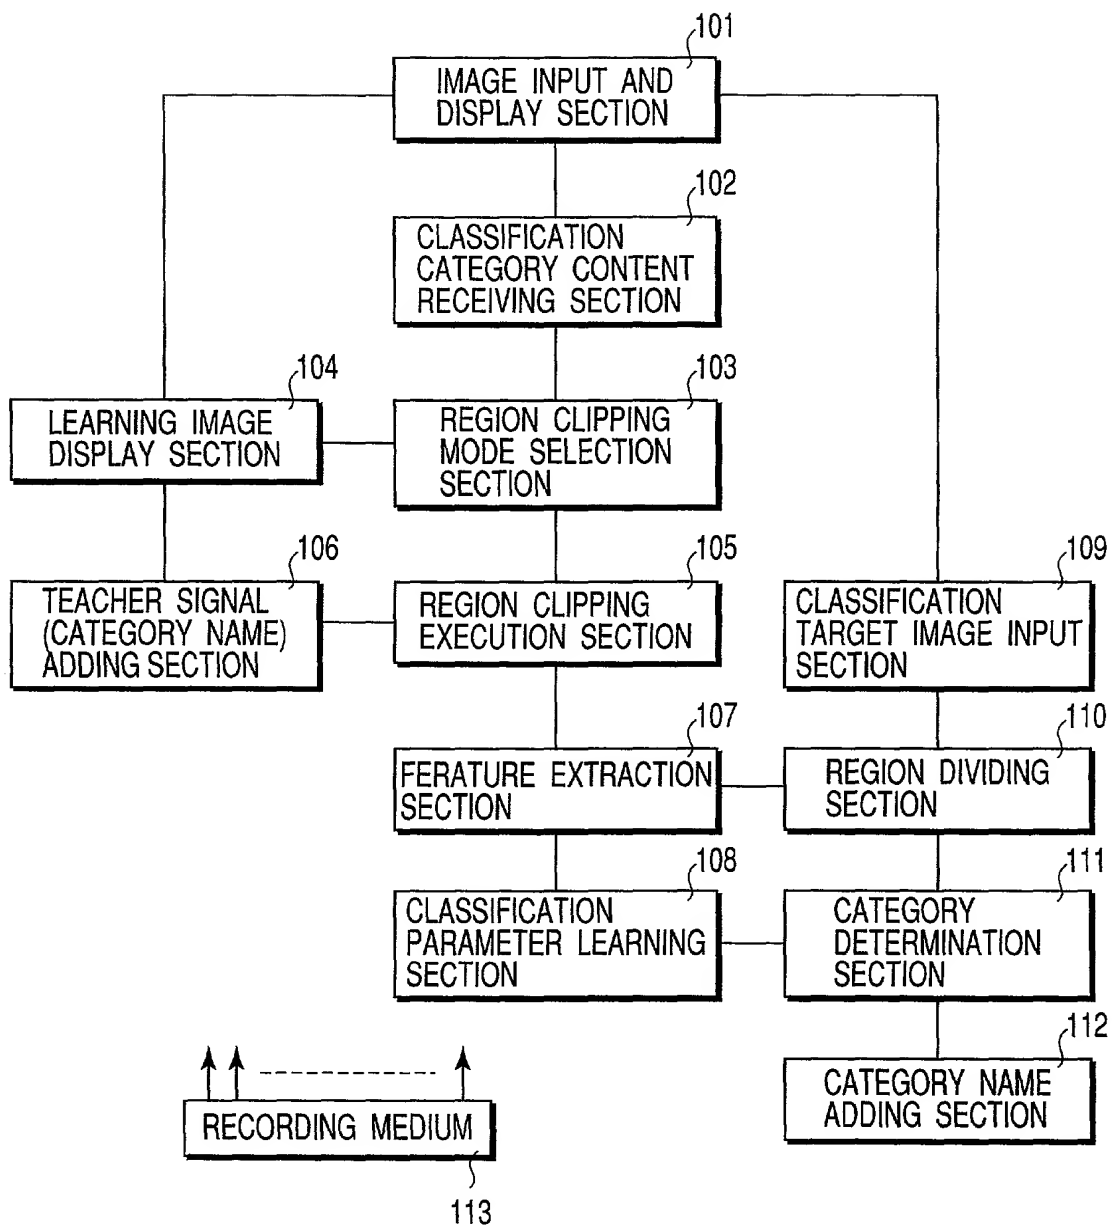 101
IMAGE INPUT AND
DISPLAY SECTION
102
CLASSIFICATION
CATEGORY CONTENT
RECEIVING SECTION
104
LEARNING IMAGE
DISPLAY SECTION
103
REGION CLIPPING
MODE SELECTION
SECTION
106
TEACHER SIGNAL
(CATEGORY NAME)
ADDING SECTION
105
REGION CLIPPING
EXECUTION SECTION
109
CLASSIFICATION
TARGET IMAGE INPUT
SECTION
107
FERATURE EXTRACTION
SECTION
110
REGION DIVIDING
SECTION
108
CLASSIFICATION
PARAMETER LEARNING
SECTION
111
CATEGORY
DETERMINATION
SECTION
112
CATEGORY NAME
ADDING SECTION
RECORDING MEDIUM
113